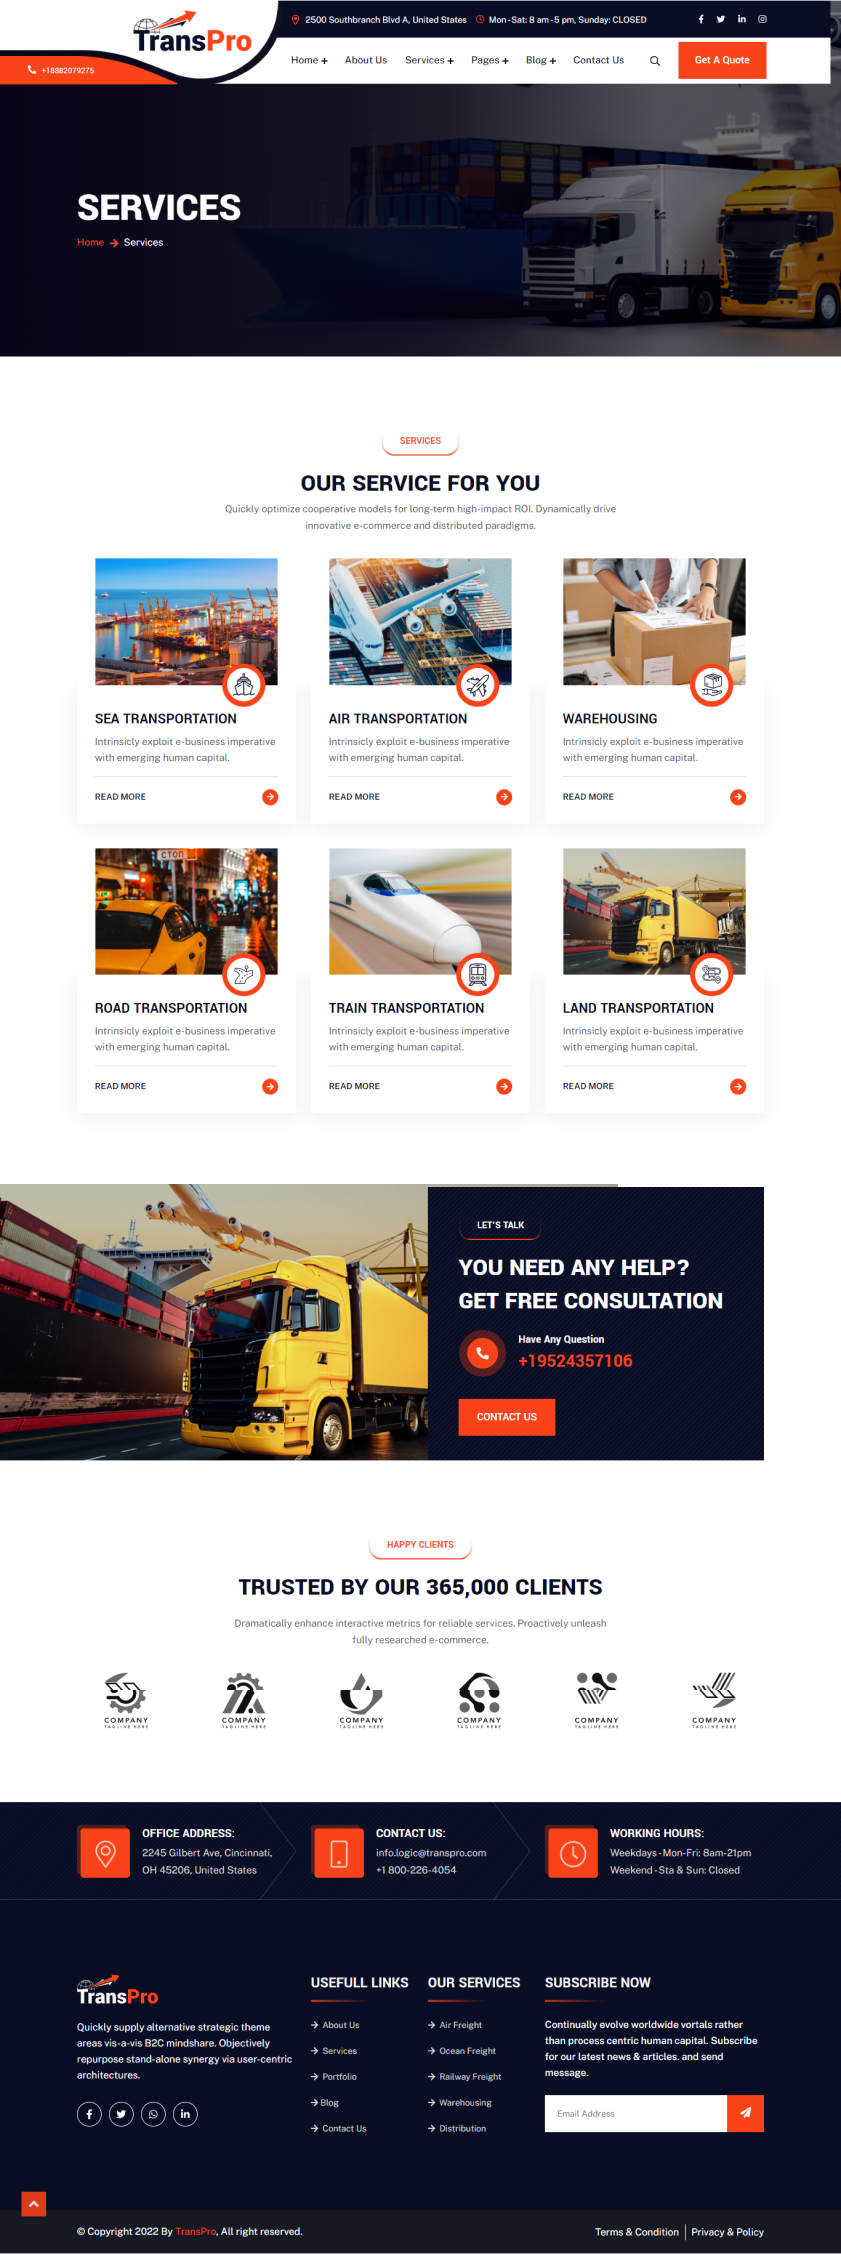 TransPro
2500 Southbranch Blvd A, United States
Mon-Sat: 8 am-5 pm, Sunday: CLOSED
+18882079275
Home + About Us Services + Pages + Blog + Contact Us
Get A Quote
SERVICES
Home → Services
SERVICES
OUR SERVICE FOR YOU
Quickly optimize cooperative models for long-term high-impact ROI. Dynamically drive
innovative e-commerce and distributed paradigms.
SEA TRANSPORTATION
Intrinsicly exploit e-business imperative
with emerging human capital.
READ MORE
AIR TRANSPORTATION
Intrinsicly exploit e-business imperative
with emerging human capital.
READ MORE
WAREHOUSING
Intrinsicly exploit e-business imperative
with emerging human capital.
READ MORE
СТОП
ROAD TRANSPORTATION
Intrinsicly exploit e-business imperative
with emerging human capital.
READ MORE
TRAIN TRANSPORTATION
Intrinsicly exploit e-business imperative
with emerging human capital.
READ MORE
LAND TRANSPORTATION
Intrinsicly exploit e-business imperative
with emerging human capital.
READ MORE
LET'S TALK
YOU NEED ANY HELP?
GET FREE CONSULTATION
Have Any Question
+19524357106
CONTACT US
HAPPY CLIENTS
TRUSTED BY OUR 365,000 CLIENTS
Dramatically enhance interactive metrics for reliable services. Proactively unleash
fully researched e-commerce.
COMPANY
TAGLINE HERE
COMPANY
TAGLINE HERE
COMPANY
TAGLINE HERE
COMPANY
TAGLINE HERE
COMPANY
TAGLINE HERE
COMPANY
TAGLINE HERE
OFFICE ADDRESS:
2245 Gilbert Ave, Cincinnati,
OH 45206, United States
CONTACT US:
info.logic@transpro.com
+1 800-226-4054
WORKING HOURS:
Weekdays - Mon-Fri: 8am-21pm
Weekend - Sta & Sun: Closed
TransPro
Quickly supply alternative strategic theme
areas vis-a-vis B2C mindshare. Objectively
repurpose stand-alone synergy via user-centric
architectures.
USEFULL LINKS
→ About Us
→ Services
→ Portfolio
→ Blog
→ Contact Us
OUR SERVICES
→ Air Freight
→ Ocean Freight
→ Railway Freight
→ Warehousing
→ Distribution
SUBSCRIBE NOW
Continually evolve worldwide vortals rather
than process centric human capital. Subscribe
for our latest news & articles. and send
message.
Email Address
© Copyright 2022 By TransPro, All right reserved.
Terms & Condition | Privacy & Policy